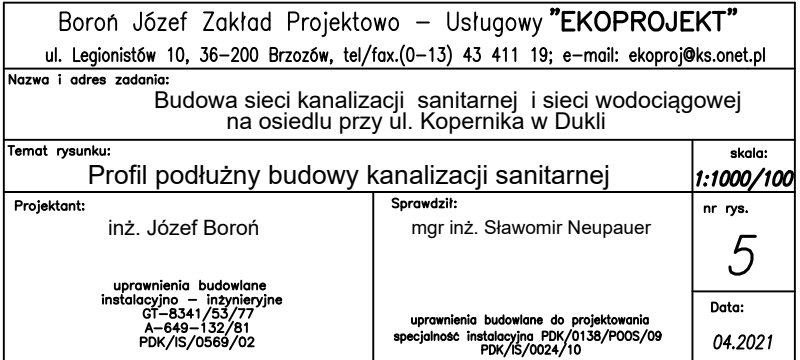 Boroń Józef Zakład Projektowo – Usługowy "EKOPROJEKT"
ul. Legionistów 10, 36–200 Brzozów, tel/fax.(0–13) 43 411 19; e–mail: ekoproj@ks.onet.pl
Nazwa i adres zadania:
Budowa sieci kanalizacji sanitarnej i sieci wodociągowej
na osiedlu przy ul. Kopernika w Dukli
Temat rysunku:
Profil podłużny budowy kanalizacji sanitarnej
skala:
1:1000/100
Projektant:
inż. Józef Boroń
uprawnienia budowlane
instalacyjno – inżynieryjne
GT–8341/53/77
A–649–132/81
PDK/IS/0569/02
Sprawdził:
mgr inż. Sławomir Neupauer
uprawnienia budowlane do projektowania
specjalność instalacyjna PDK/0138/POOS/09
PDK/IS/0024/10
nr rys.
5
Data:
04.2021